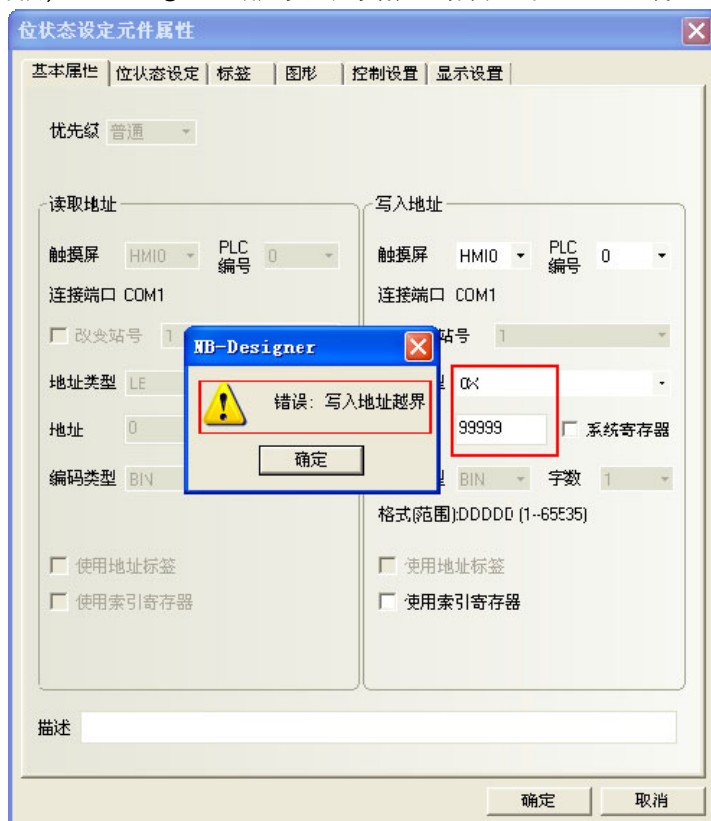 位状态设定元件属性
基本属性 位状态设定 标签 图形 控制设置 显示设置
优先级 普通
读取地址
触摸屏 HMI0 PLC编号 0
连接端口 COM1
改变站号 1
地址类型 LB
地址 0
编码类型 BIN
使用地址标签
使用索引寄存器
写入地址
触摸屏 HMI0 PLC编号 0
连接端口 COM1
站号 1
0X
99999 系统寄存器
BIN 字数 1
格式(范围):DDDDD (1--65535)
使用地址标签
使用索引寄存器
NB-Designer
错误: 写入地址越界
确定
描述
确定 取消